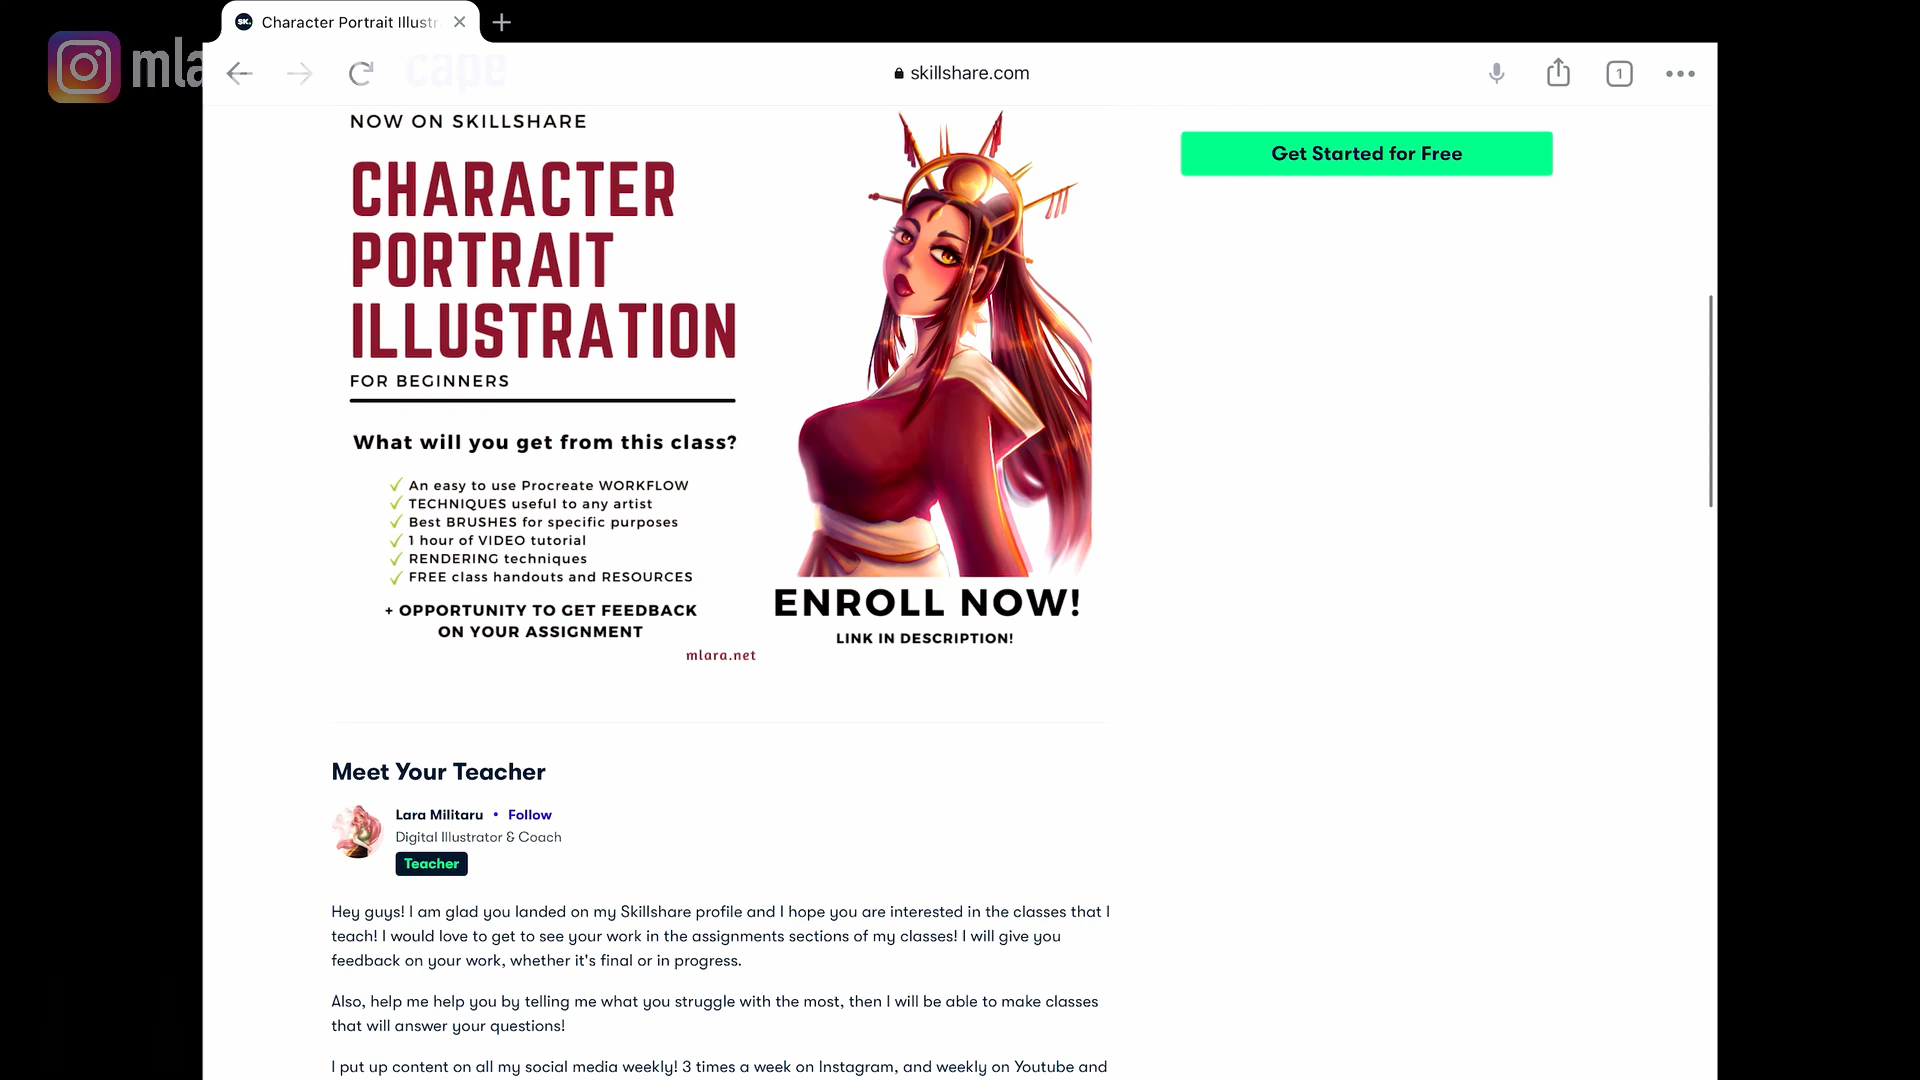 SK.
Character Portrait Illustr
mla
cape
skillshare.com
1
NOW ON SKILLSHARE
CHARACTER
PORTRAIT
ILLUSTRATION
FOR BEGINNERS
What will you get from this class?
An easy to use Procreate WORKFLOW
TECHNIQUES useful to any artist
Best BRUSHES for specific purposes
1 hour of VIDEO tutorial
RENDERING techniques
FREE class handouts and RESOURCES
+ OPPORTUNITY TO GET FEEDBACK
ON YOUR ASSIGNMENT
mlara.net
ENROLL NOW!
LINK IN DESCRIPTION!
Get Started for Free
Meet Your Teacher
Lara Militaru • Follow
Digital Illustrator & Coach
Teacher
Hey guys! I am glad you landed on my Skillshare profile and I hope you are interested in the classes that I
teach! I would love to get to see your work in the assignments sections of my classes! I will give you
feedback on your work, whether it's final or in progress.
Also, help me help you by telling me what you struggle with the most, then I will be able to make classes
that will answer your questions!
I put up content on all my social media weekly! 3 times a week on Instagram, and weekly on Youtube and